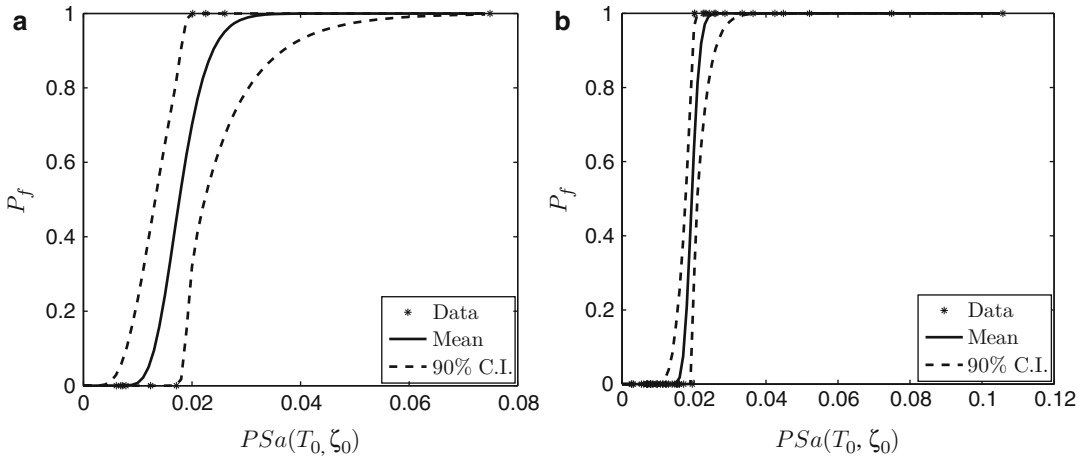 a
1
0.8
0.6
0.4
0.2
0
P_f
0 0.02 0.04 0.06 0.08
PSa(T_0, ζ_0)
Data
Mean
90% C.I.
b
1
0.8
0.6
0.4
0.2
0
P_f
0 0.02 0.04 0.06 0.08 0.1 0.12
PSa(T_0, ζ_0)
Data
Mean
90% C.I.